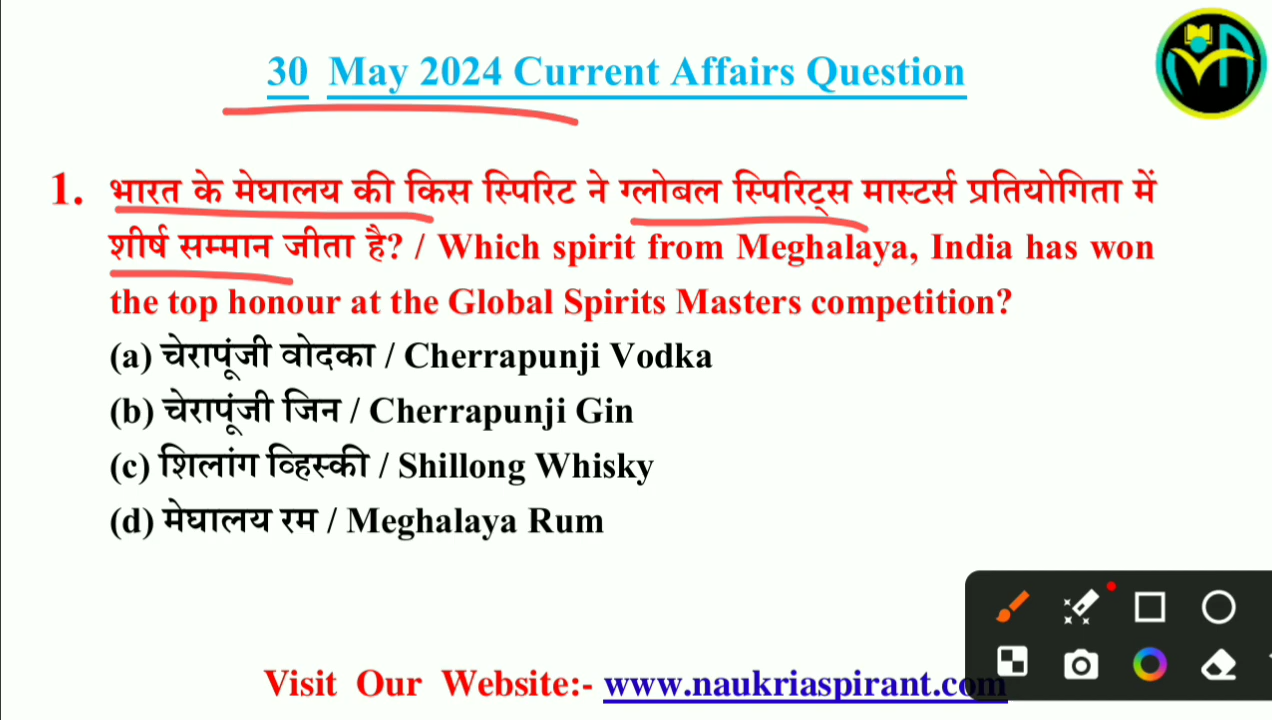 30 May 2024 Current Affairs Question
1. भारत के मेघालय की किस स्पिरिट ने ग्लोबल स्पिरिट्स मास्टर्स प्रतियोगिता में
शीर्ष सम्मान जीता है? / Which spirit from Meghalaya, India has won
the top honour at the Global Spirits Masters competition?
(a) चेरापूंजी वोदका / Cherrapunji Vodka
(b) चेरापूंजी जिन / Cherrapunji Gin
(c) शिलांग व्हिस्की / Shillong Whisky
(d) मेघालय रम / Meghalaya Rum
Visit Our Website:- www.naukriaspirant.com